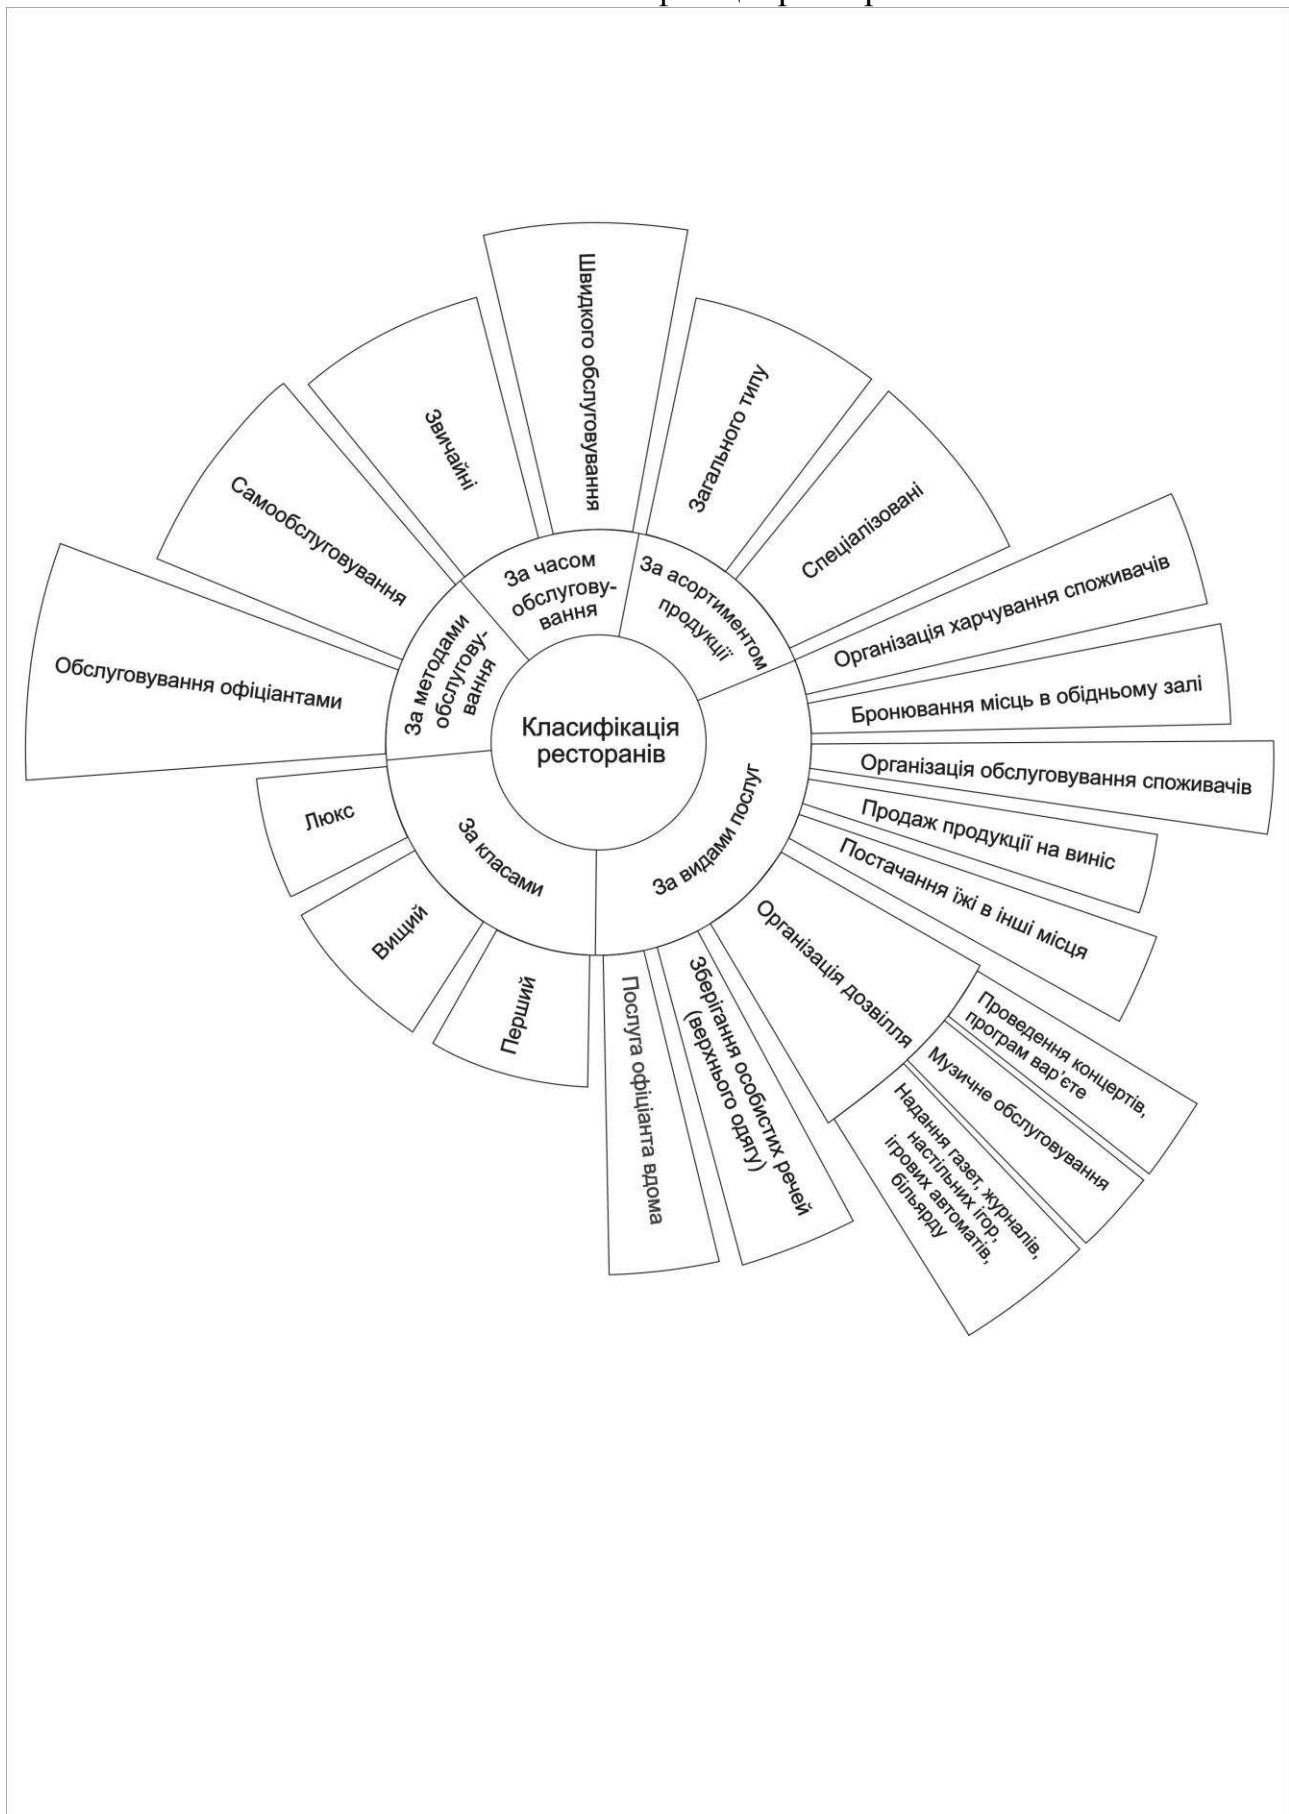 Класифікація
ресторанів
За асортиментом
продукції
Загального типу
Спеціалізовані
За видами послуг
Організація харчування споживачів
Бронювання місць в обідньому залі
Організація обслуговування споживачів
Продаж продукції на виніс
Постачання їжі в інші місця
Організація дозвілля
Проведення концертів,
програм вар'єте
Музичне обслуговування
Надання газет, журналів,
настільних ігор,
ігрових автоматів,
більярду
Зберігання особистих речей
(верхнього одягу)
Послуга офіціанта вдома
За класами
Перший
Вищий
Люкс
За методами
обслугову-
вання
Обслуговування офіціантами
Самообслуговування
За часом
обслугову-
вання
Звичайні
Швидкого обслуговування